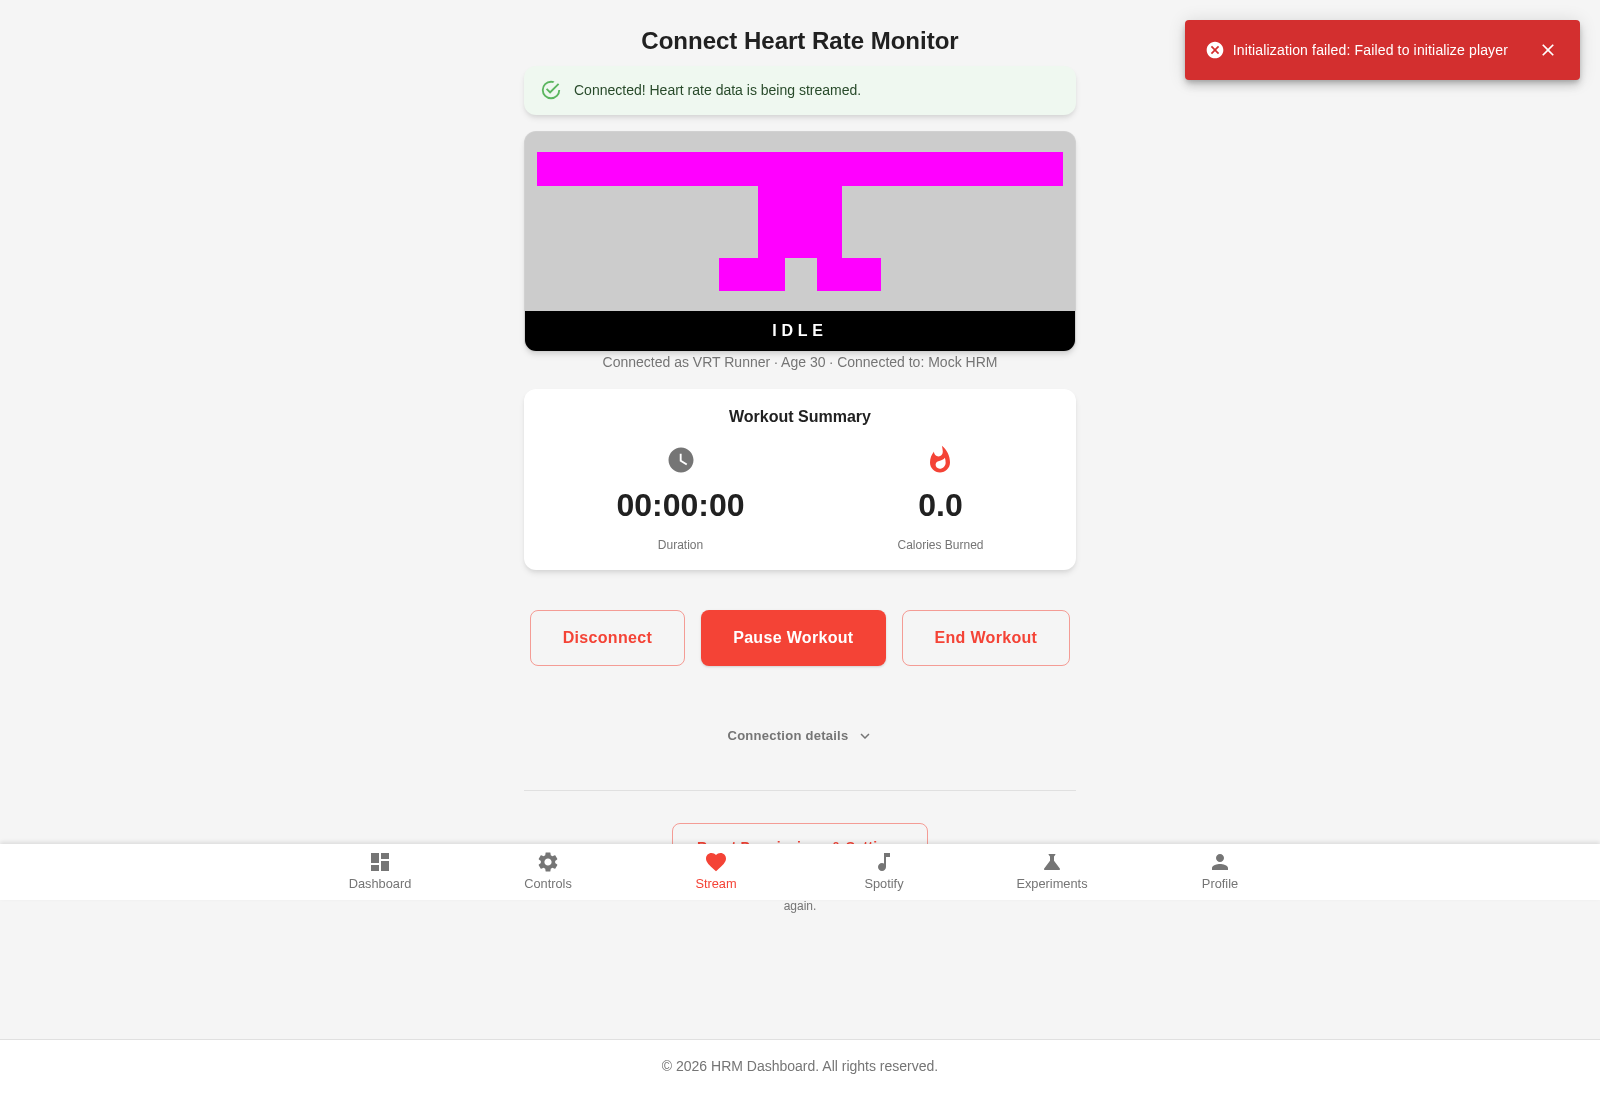 Connect Heart Rate Monitor
Initialization failed: Failed to initialize player
Connected! Heart rate data is being streamed.
IDLE
Connected as VRT Runner · Age 30 · Connected to: Mock HRM
Workout Summary
00:00:00
0.0
Duration
Calories Burned
Disconnect
Pause Workout
End Workout
Connection details
Dashboard
Controls
Stream
Spotify
Experiments
Profile
again.
© 2026 HRM Dashboard. All rights reserved.